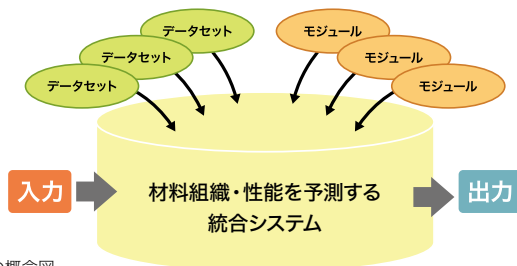 データセット
データセット
データセット
モジュール
モジュール
モジュール
入力
材料組織・性能を予測する
統合システム
出力